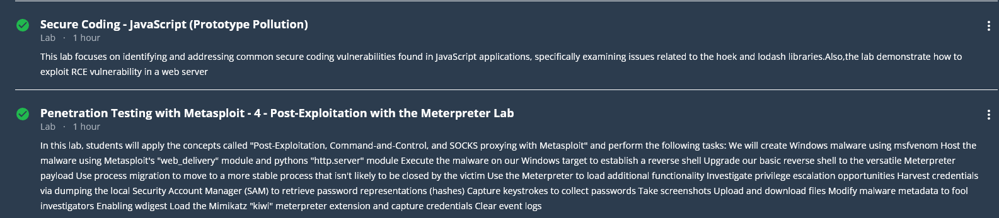 Secure Coding - JavaScript (Prototype Pollution)
Lab · 1 hour
This lab focuses on identifying and addressing common secure coding vulnerabilities found in JavaScript applications, specifically examining issues related to the hoek and lodash libraries.Also,the lab demonstrate how to
exploit RCE vulnerability in a web server
Penetration Testing with Metasploit - 4 - Post-Exploitation with the Meterpreter Lab
Lab · 1 hour
In this lab, students will apply the concepts called "Post-Exploitation, Command-and-Control, and SOCKS proxying with Metasploit" and perform the following tasks: We will create Windows malware using msfvenom Host the
malware using Metasploit's "web_delivery" module and pythons "http.server" module Execute the malware on our Windows target to establish a reverse shell Upgrade our basic reverse shell to the versatile Meterpreter
payload Use process migration to move to a more stable process that isn't likely to be closed by the victim Use the Meterpreter to load additional functionality Investigate privilege escalation opportunities Harvest credentials
via dumping the local Security Account Manager (SAM) to retrieve password representations (hashes) Capture keystrokes to collect passwords Take screenshots Upload and download files Modify malware metadata to fool
investigators Enabling wdigest Load the Mimikatz "kiwi" meterpreter extension and capture credentials Clear event logs